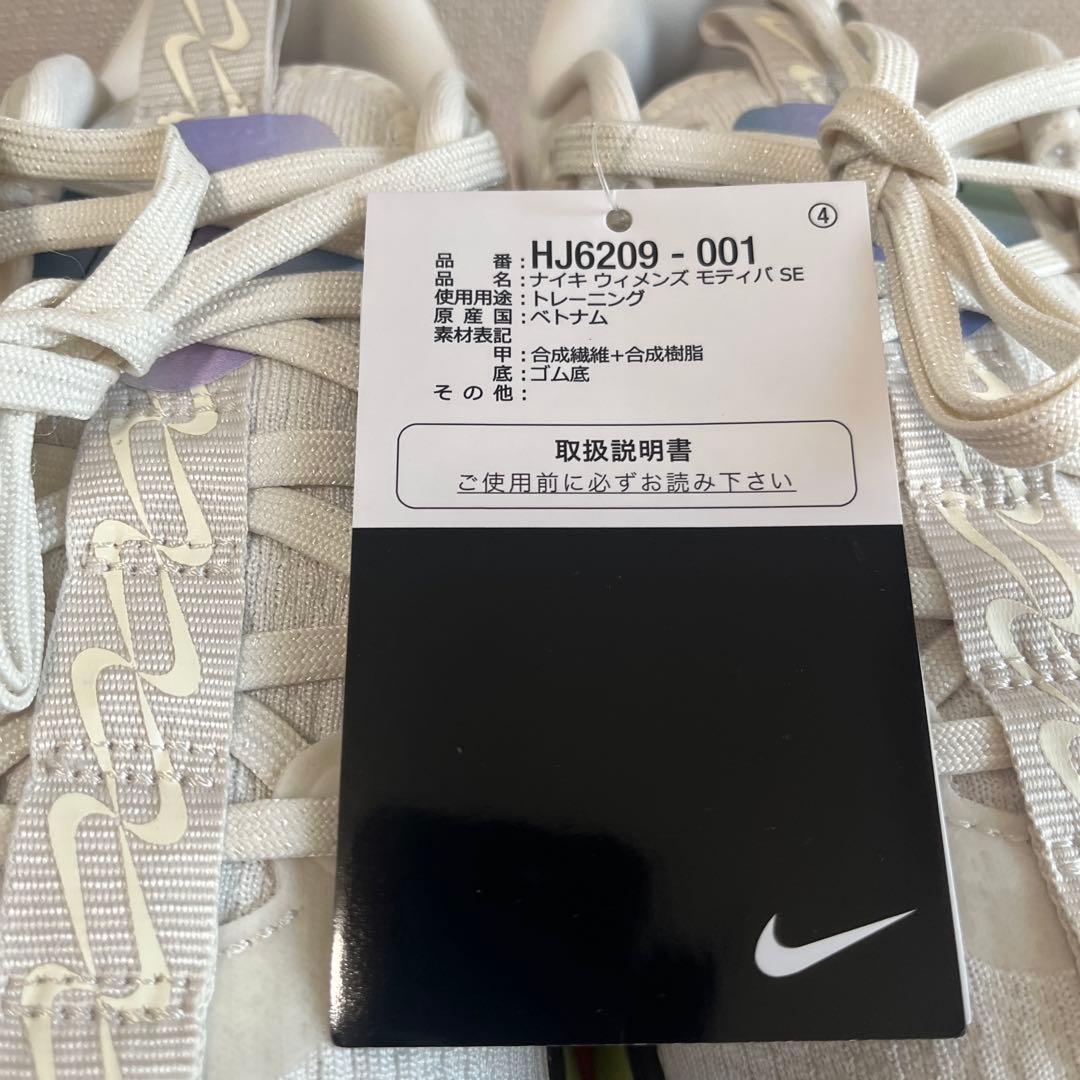 ④
品 番：HJ6209 - 001
品 名：ナイキ ウィメンズ モティバ SE
使用用途：トレーニング
原 産 国：ベトナム
素材表記
甲：合成繊維+合成樹脂
底：ゴム底
そ の 他：
取扱説明書
ご使用前に必ずお読み下さい